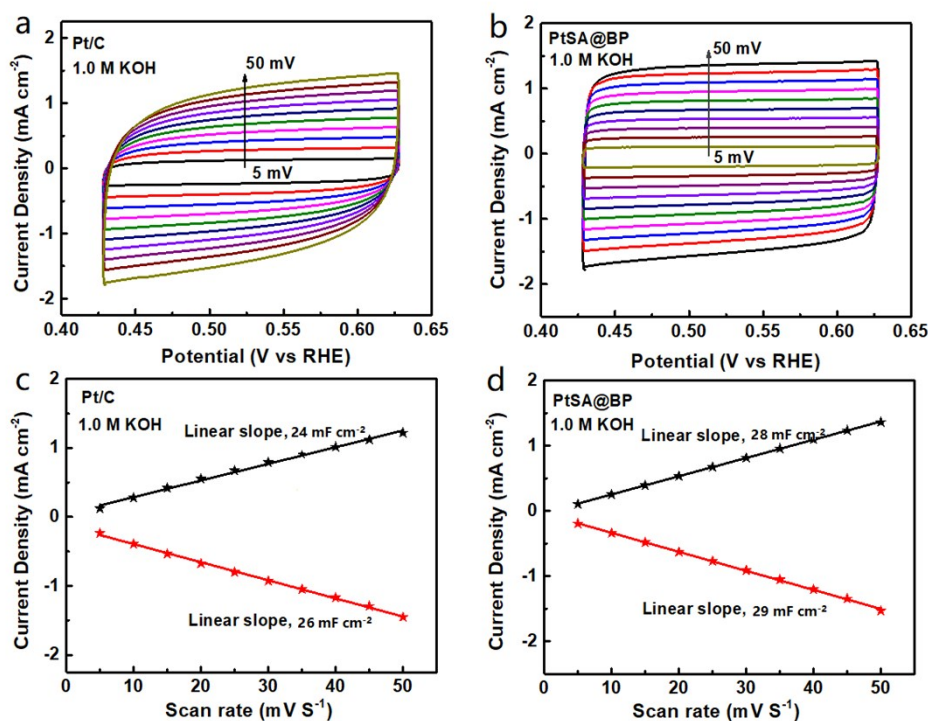 a
Pt/C
1.0 M KOH
50 mV
5 mV
Current Density (mA cm⁻²)
2
1
0
-1
-2
0.40 0.45 0.50 0.55 0.60 0.65
Potential (V vs RHE)
b
PtSA@BP
1.0 M KOH
50 mV
5 mV
Current Density (mA cm⁻²)
2
1
0
-1
-2
0.40 0.45 0.50 0.55 0.60 0.65
Potential (V vs RHE)
c
Pt/C
1.0 M KOH
Linear slope, 24 mF cm⁻²
Linear slope, 26 mF cm⁻²
Current Density (mA cm⁻²)
2
1
0
-1
-2
0 10 20 30 40 50
Scan rate (mV S⁻¹)
d
PtSA@BP
1.0 M KOH
Linear slope, 28 mF cm⁻²
Linear slope, 29 mF cm⁻²
Current Density (mA cm⁻²)
2
1
0
-1
-2
0 10 20 30 40 50
Scan rate (mV S⁻¹)